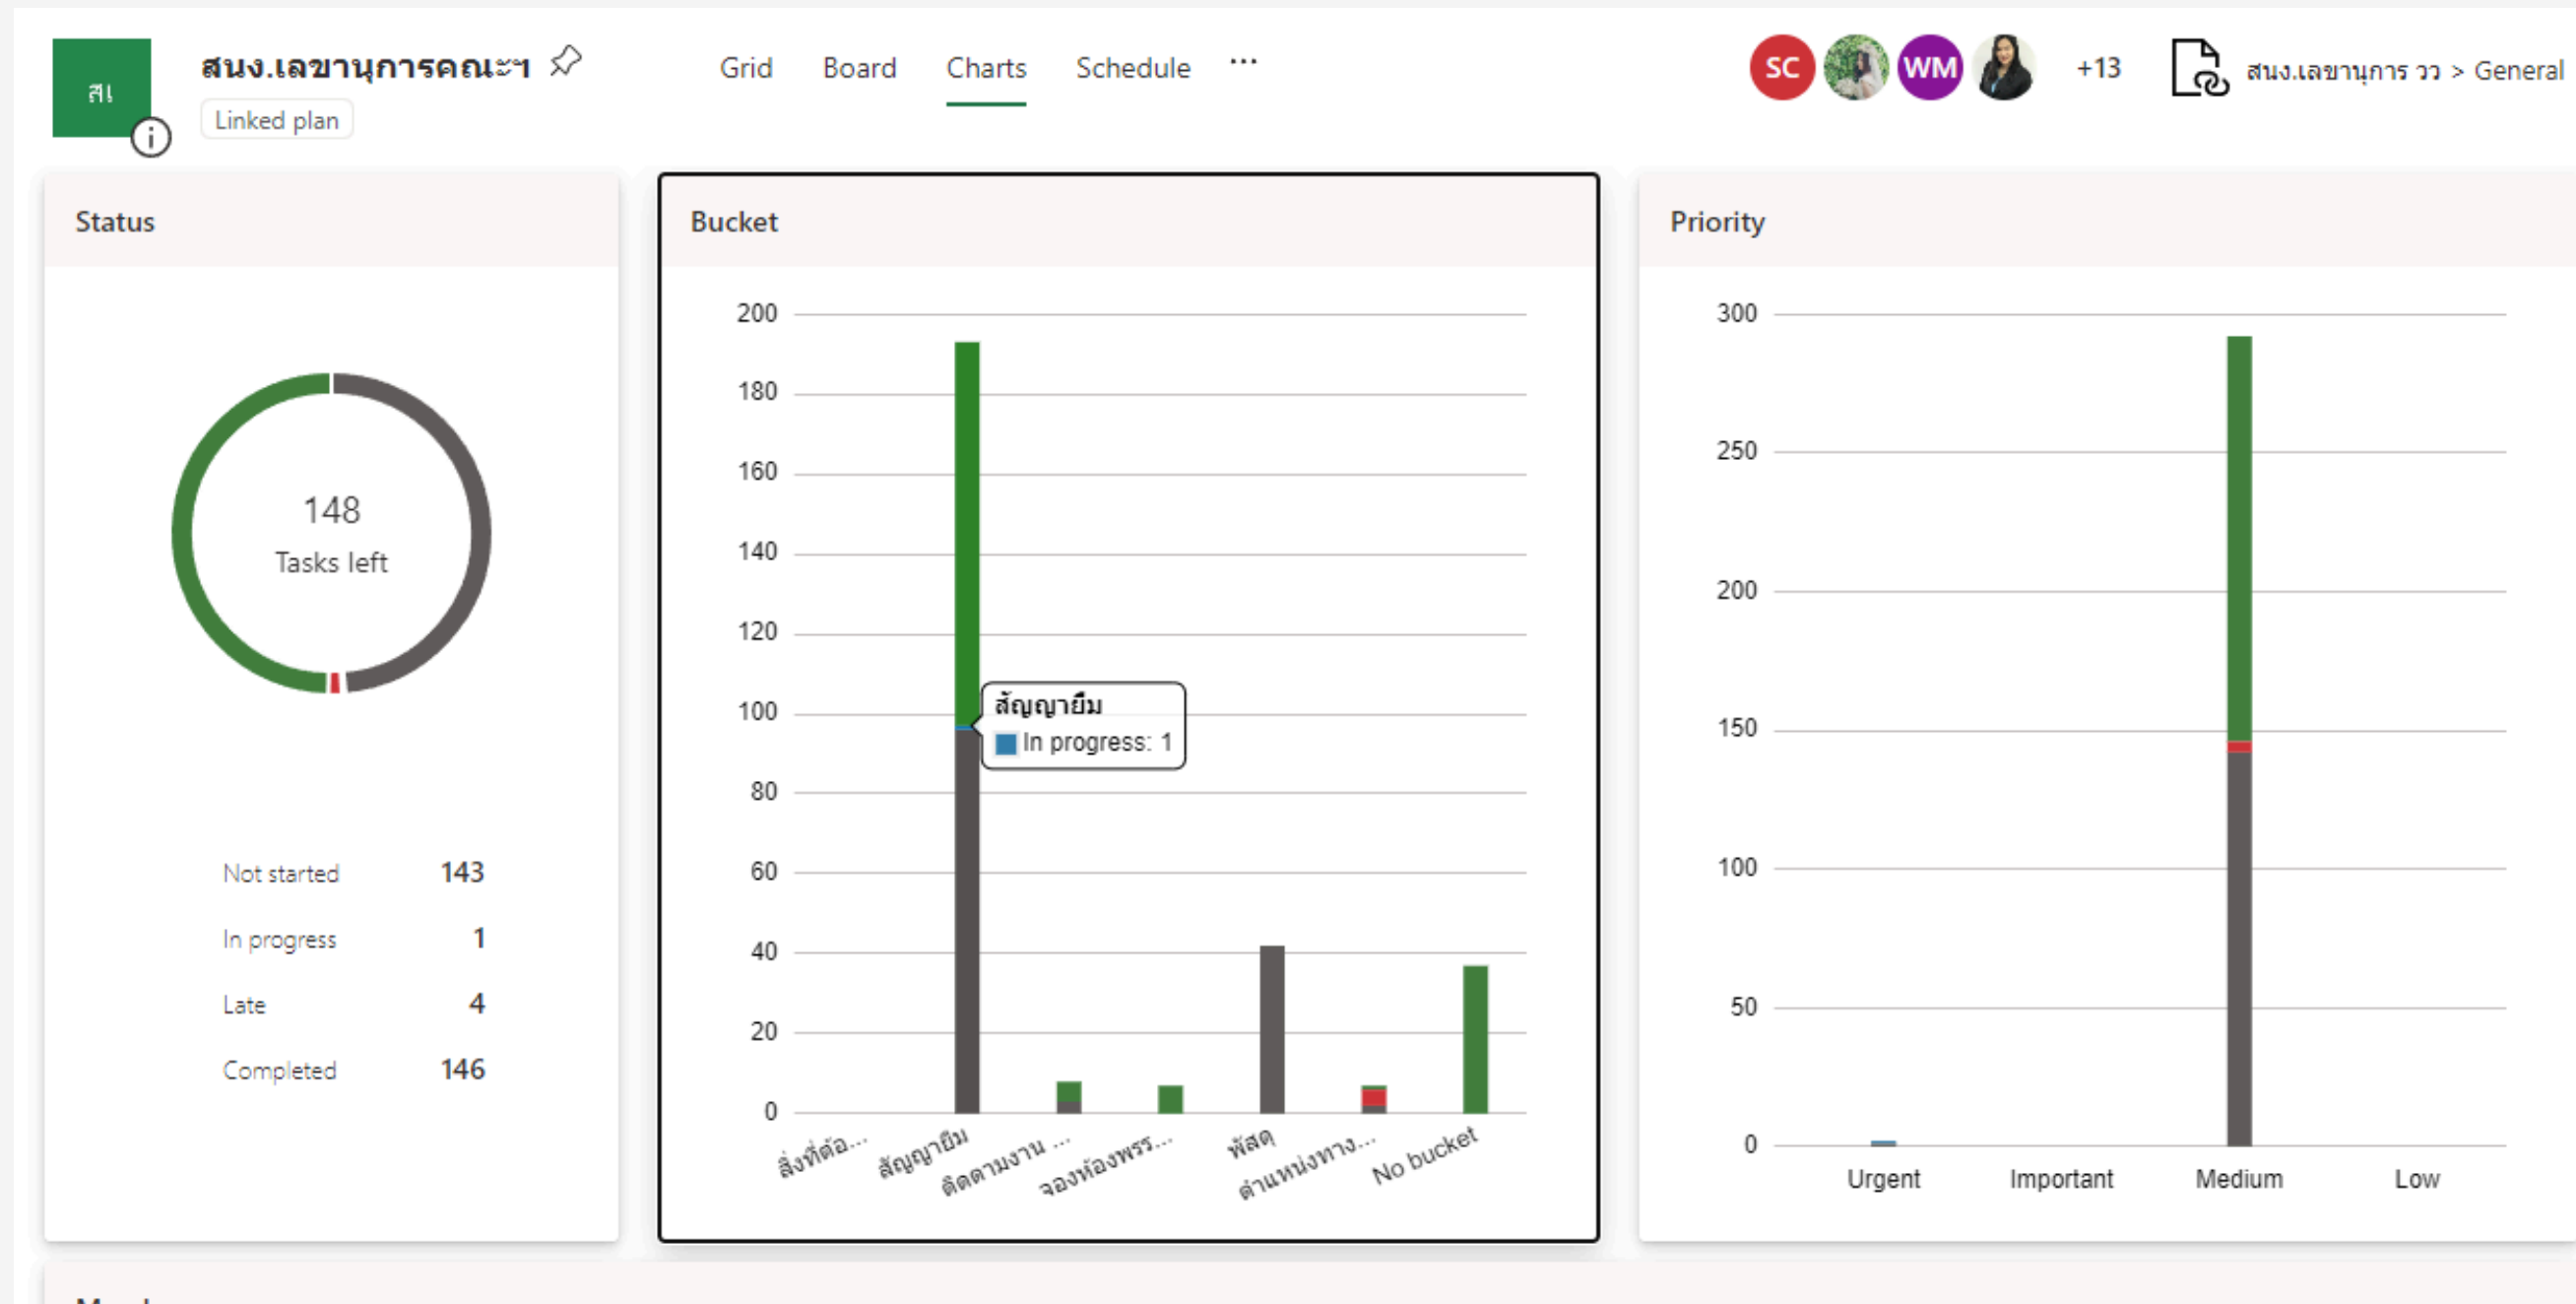 สนง.เลขานุการคณะฯ
Grid Board Charts Schedule ...
SC WM +13 สนง.เลขานุการ วว > General
สเ
Linked plan
Status
148
Tasks left
Not started 143
In progress 1
Late 4
Completed 146
Bucket
200
180
160
140
120
100
80
60
40
20
0
สัญญายืม
In progress: 1
สิ่งที่ต้อ...
สัญญายืม
ติดตามงาน ...
จองห้องพรร...
พัสดุ
ตำแหน่งทาง...
No bucket
Priority
300
250
200
150
100
50
0
Urgent Important Medium Low